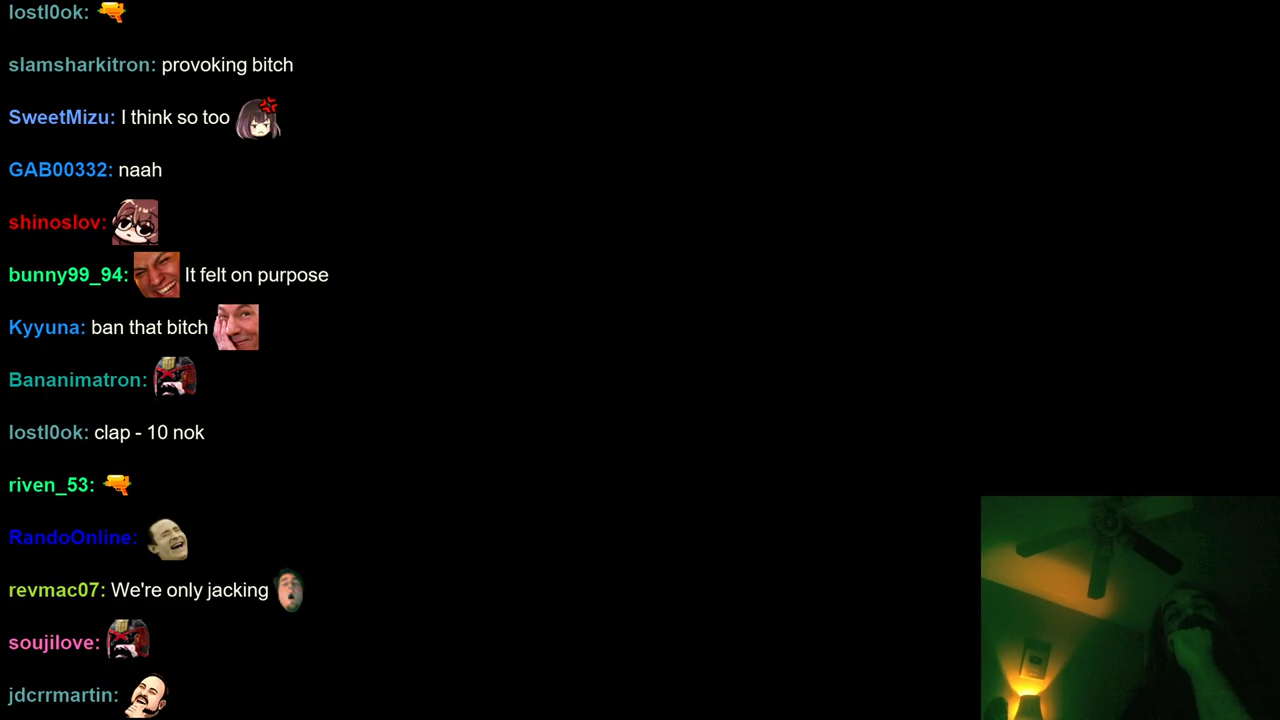 lostl0ok:
slamsharkitron: provoking bitch
SweetMizu: I think so too
GAB00332: naah
shinoslov:
bunny99_94: It felt on purpose
Kyyuna: ban that bitch
Bananimatron:
lostl0ok: clap - 10 nok
riven_53:
RandoOnline:
revmac07: We're only jacking
soujilove:
jdcrrmartin: